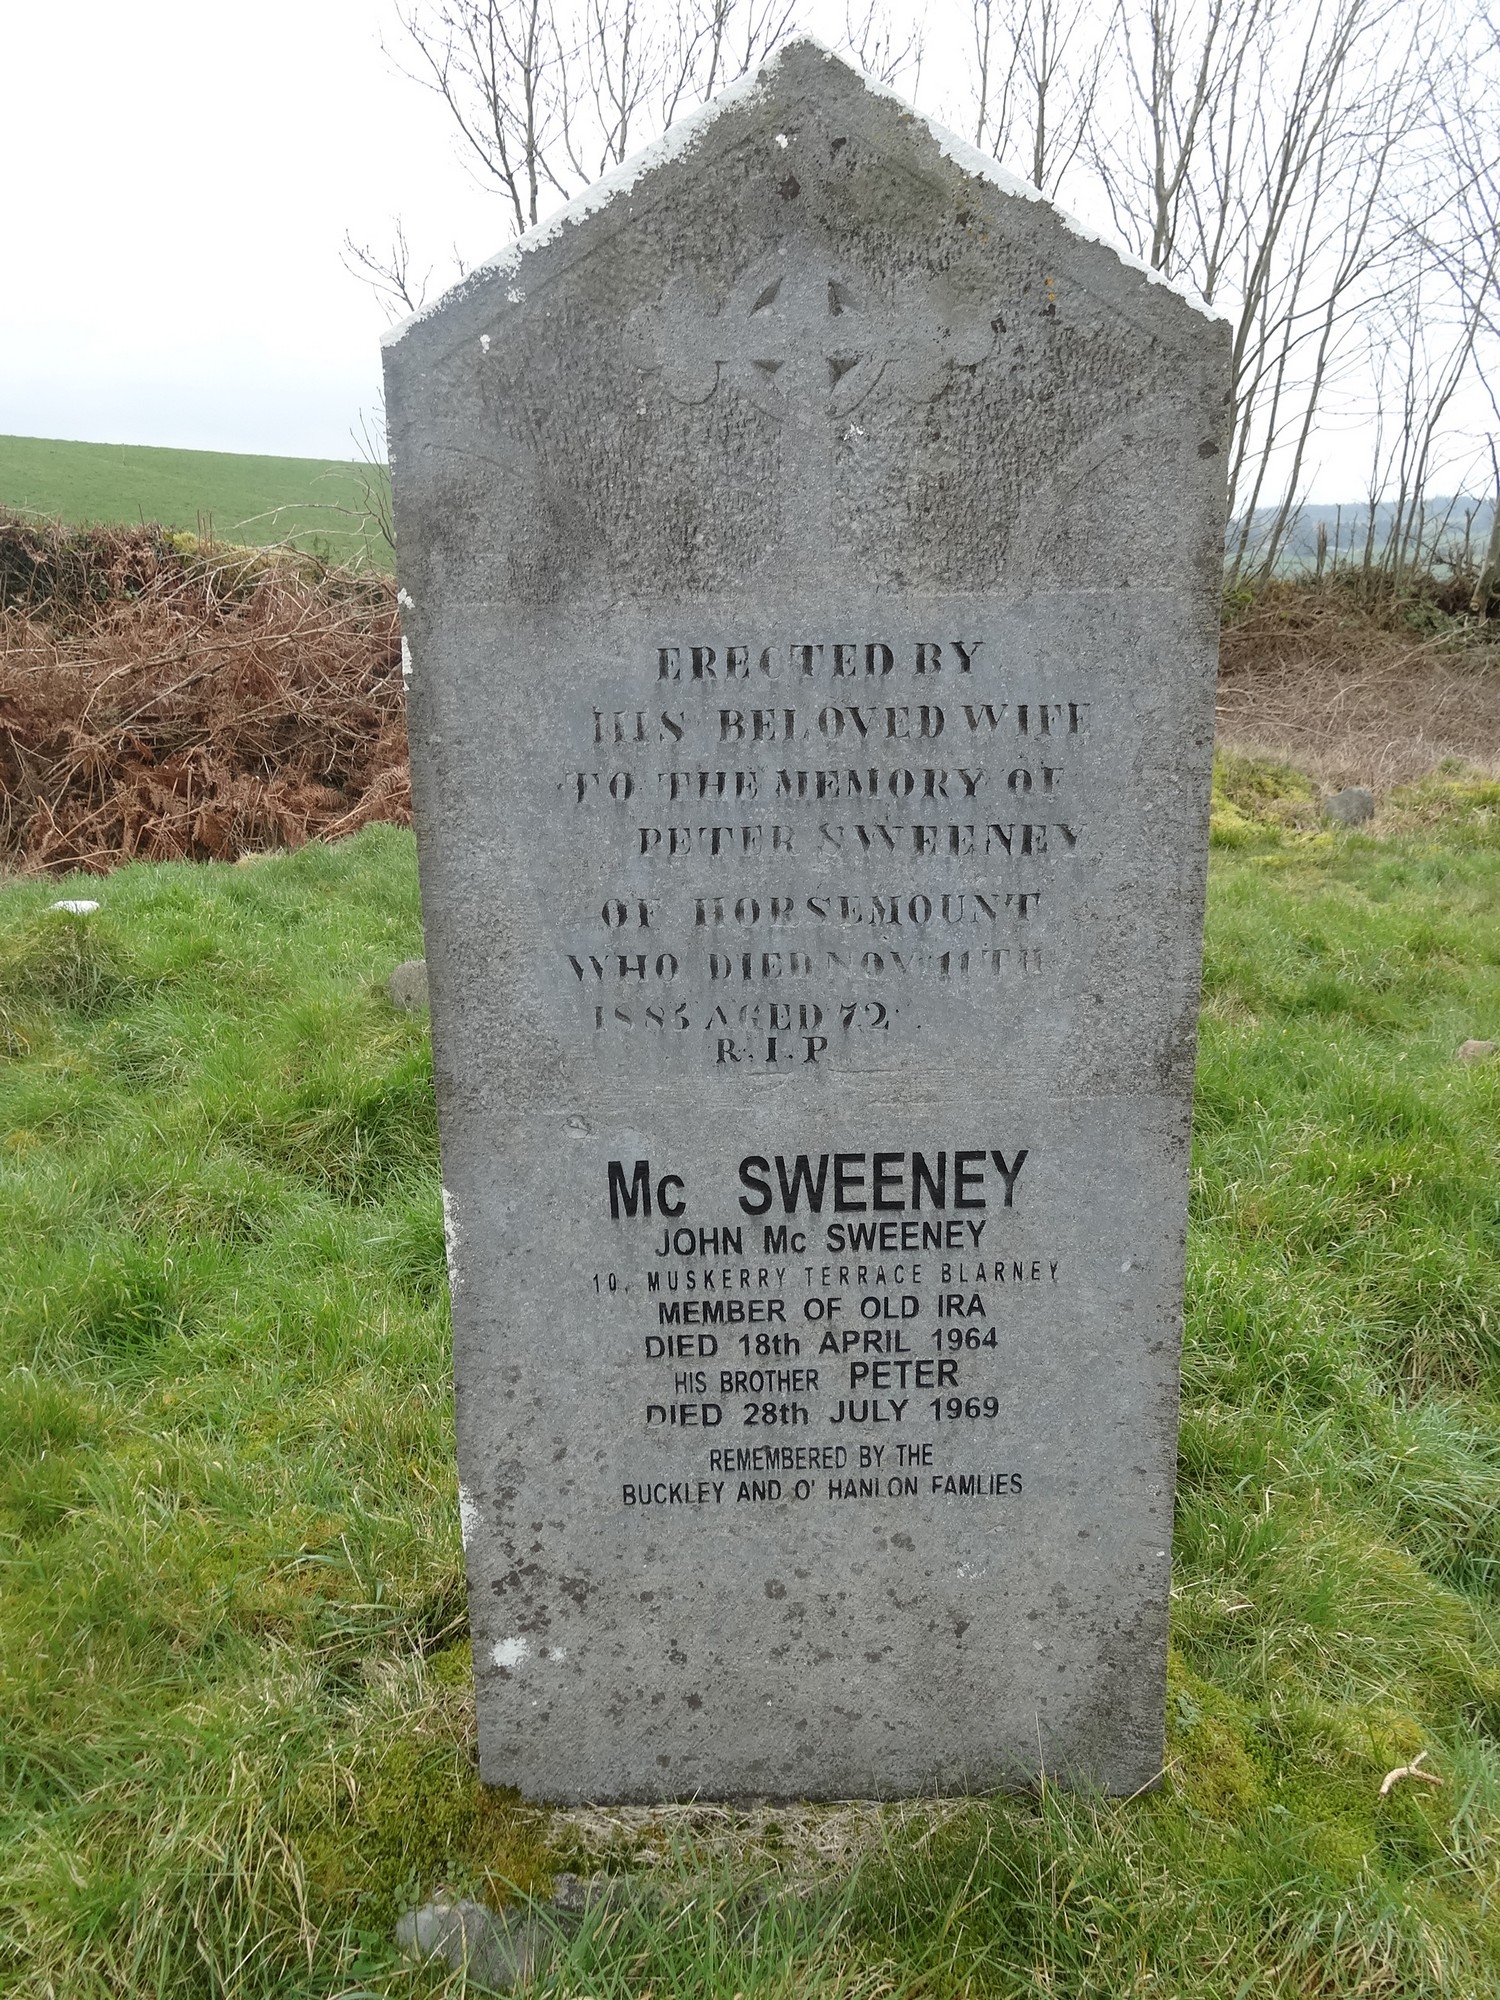 ERECTED BY
HIS BELOVED WIFE
TO THE MEMORY OF
PETER SWEENEY
OF HORSEMOUNT
WHO DIED NOV 11TH
1885 AGED 72
R.I.P
Mc SWEENEY
JOHN Mc SWEENEY
10, MUSKERRY TERRACE BLARNEY
MEMBER OF OLD IRA
DIED 18th APRIL 1964
HIS BROTHER PETER
DIED 28th JULY 1969
REMEMBERED BY THE
BUCKLEY AND O' HANLON FAMLIES